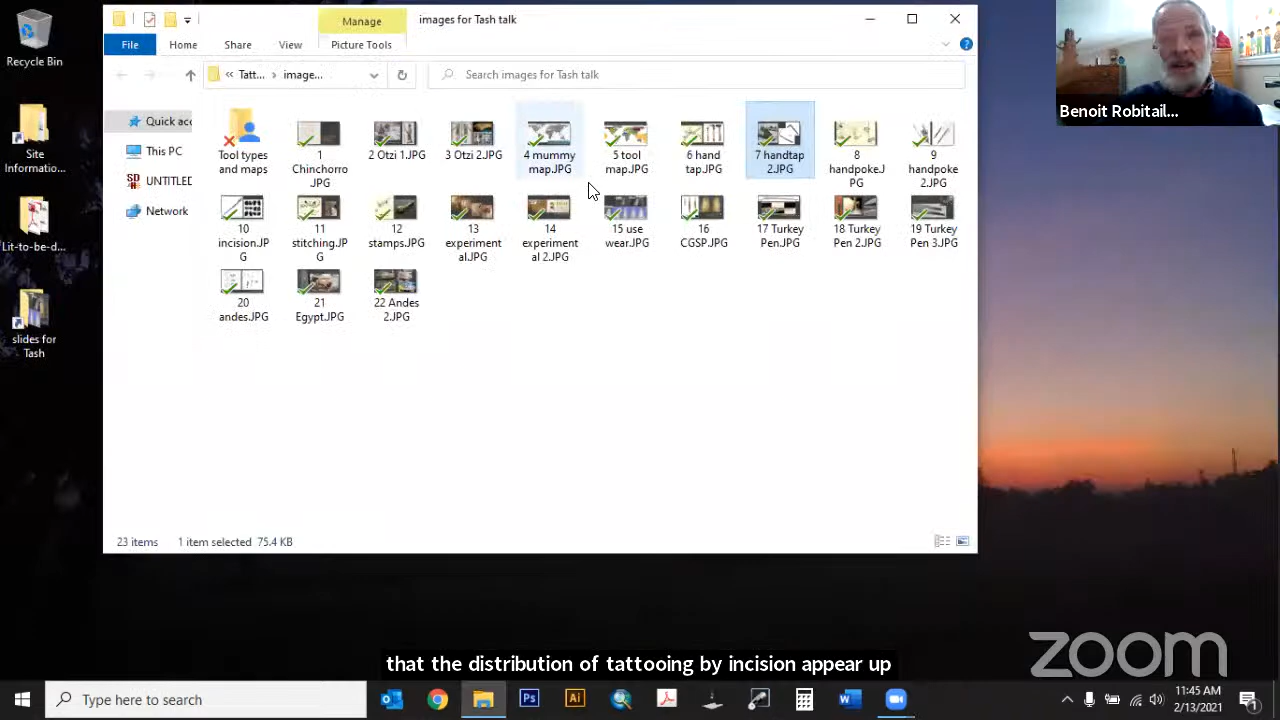 Recycle Bin
Site
Informatio...
Lit-to-be-d...
slides for
Tash
Manage
images for Tash talk
File
Home
Share
View
Picture Tools
Tatt...
image...
Search images for Tash talk
Quick acc
This PC
UNTITLED
Network
Tool types
and maps
1
Chinchorro
.JPG
2 Otzi 1.JPG
3 Otzi 2.JPG
4 mummy
map.JPG
5 tool
map.JPG
6 hand
tap.JPG
7 handtap
2.JPG
8
handpoke.J
PG
9
handpoke
2.JPG
10
incision.JP
G
11
stitching.JP
G
12
stamps.JPG
13
experiment
al.JPG
14
experiment
al 2.JPG
15 use
wear.JPG
16
CGSP.JPG
17 Turkey
Pen.JPG
18 Turkey
Pen 2.JPG
19 Turkey
Pen 3.JPG
20
andes.JPG
21
Egypt.JPG
22 Andes
2.JPG
23 items
1 item selected 75.4 KB
Benoit Robitail...
that the distribution of tattooing by incision appear up
zoom
Type here to search
Ps
Ai
11:45 AM
2/13/2021